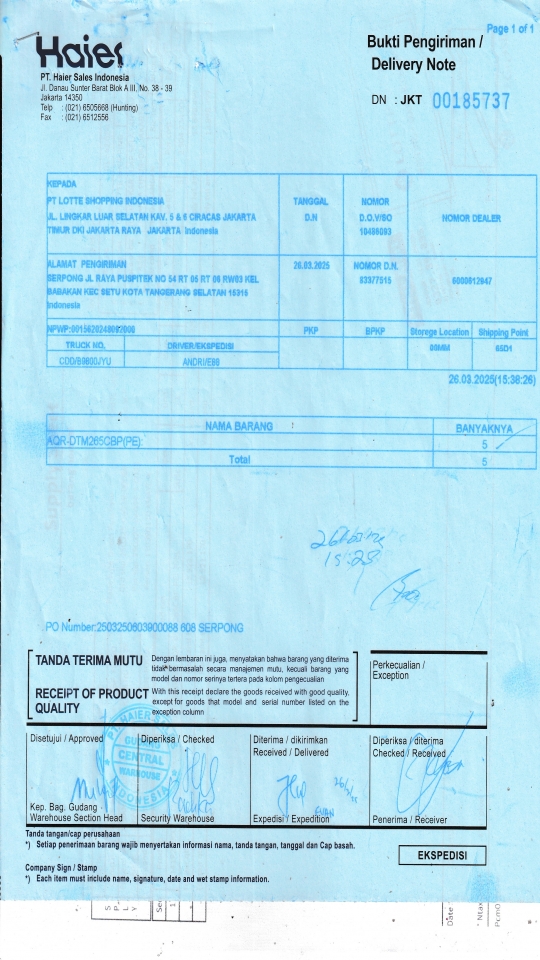 Page 1 of 1
Haier
Bukti Pengiriman /
Delivery Note
PT. Haier Sales Indonesia
Jl. Danau Sunter Barat Blok A III. No. 38 - 39
Jakarta 14350
Telp : (021) 6505668 (Hunting)
Fax : (021) 6512556
DN : JKT 00185737
KEPADA
PT LOTTE SHOPPING INDONESIA
JL. LINGKAR LUAR SELATAN KAV. 5 & 6 CIRACAS JAKARTA
TIMUR DKI JAKARTA RAYA JAKARTA Indonesia
TANGGAL
D.N
NOMOR
D.O.V/SO
NOMOR DEALER
ALAMAT PENGIRIMAN
SERPONG JL RAYA PUSPITEK NO 54 RT 05 RT 06 RW03 KEL
BABAKAN KEC SETU KOTA TANGERANG SELATAN 15315
Indonesia
26.03.2025
NOMOR D.N.
83377515
6000612647
PKP
BPKP
Storege Location
Shipping Point
00MM
65D1
TRUCK NO.
DRIVER/EKSPEDISI
CDD/B9800JYU
ANDRI/E89
26.03.2025(15:38:26)
NAMA BARANG
BANYAKNYA
AQR-DTM265CBP(PE):
5
Total
5
PO Number:2503250603900088 608 SERPONG
TANDA TERIMA MUTU
Dengan lembaran ini juga, menyatakan bahwa barang yang diterima
tidak bermasalah secara manajemen mutu, kecuali barang yang
model dan nomor serinya tertera pada kolom pengecualian
RECEIPT OF PRODUCT
QUALITY
With this receipt declare the goods received with good quality,
except for goods that model and serial number listed on the
exception column
Perkecualian /
Exception
Disetujui / Approved
Diperiksa / Checked
Diterima / dikirimkan
Received / Delivered
Diperiksa / diterima
Checked / Received
CENTRAL
WAREHOUSE
INDONESIA
Kep. Bag. Gudang
Warehouse Section Head
Security Warehouse
Expedisi / Expedition
Penerima / Receiver
Tanda tangan/cap perusahaan
*) Setiap penerimaan barang wajib menyertakan informasi nama, tanda tangan, tanggal dan Cap basah.
EKSPEDISI
Company Sign / Stamp
*) Each item must include name, signature, date and wet stamp information.